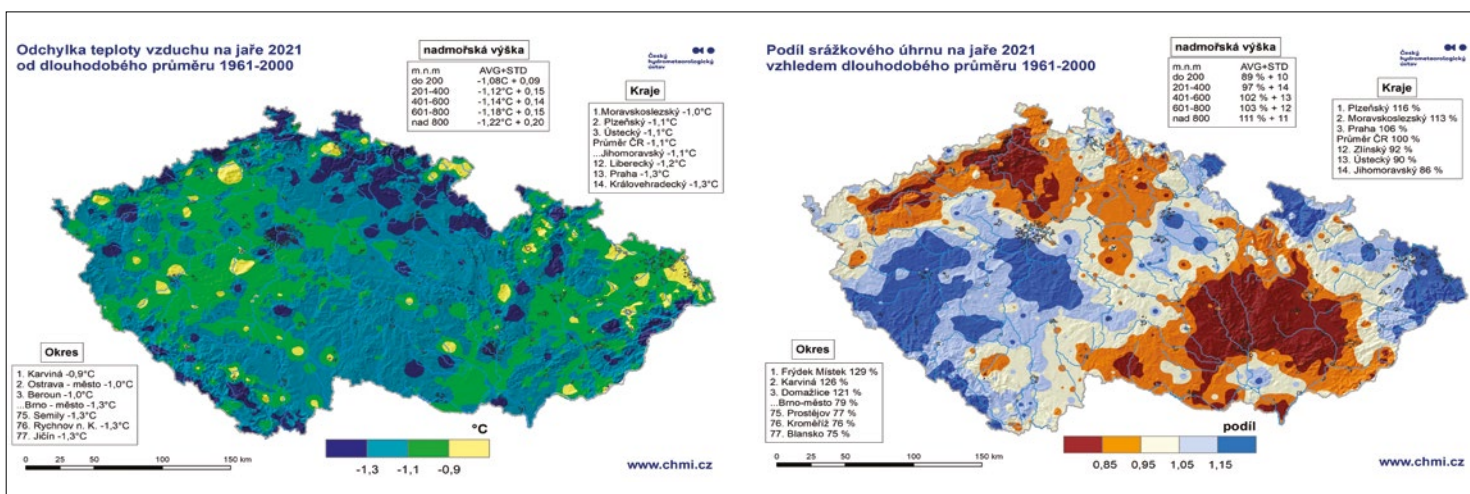 Odchylka teploty vzduchu na jaře 2021
od dlouhodobého průměru 1961-2000
nadmořská výška
m.n.m AVG+STD
do 200 -1,08C + 0,09
201-400 -1,12°C + 0,15
401-600 -1,14°C + 0,14
601-800 -1,18°C + 0,15
nad 800 -1,22°C + 0,20
Český
hydrometeorologický
ústav
Kraje
1.Moravskoslezský -1,0°C
2. Plzeňský -1,1°C
3. Ústecký -1,1°C
Průměr ČR -1,1°C
...Jihomoravský -1,1°C
12. Liberecký -1,2°C
13. Praha -1,3°C
14. Královehradecký -1,3°C
Okres
1. Karviná -0,9°C
2. Ostrava - město -1,0°C
3. Beroun -1,0°C
...Brno - město -1,3°C
75. Semily -1,3°C
76. Rychnov n. K. -1,3°C
77. Jičín -1,3°C
0 25 50 100 150 km
°C
-1,3 -1,1 -0,9
www.chmi.cz
Podíl srážkového úhrnu na jaře 2021
vzhledem dlouhodobého průměru 1961-2000
nadmořská výška
m.n.m AVG+STD
do 200 89 % + 10
201-400 97 % + 14
401-600 102 % + 13
601-800 103 % + 12
nad 800 111 % + 11
Český
hydrometeorologický
ústav
Kraje
1. Plzeňský 116 %
2. Moravskoslezský 113 %
3. Praha 106 %
Průměr ČR 100 %
12. Zlínský 92 %
13. Ústecký 90 %
14. Jihomoravský 86 %
Okres
1. Frýdek Místek 129 %
2. Karviná 126 %
3. Domažlice 121 %
...Brno-město 79 %
75. Prostějov 77 %
76. Kroměříž 76 %
77. Blansko 75 %
0 25 50 100 150 km
podíl
0,85 0,95 1,05 1,15
www.chmi.cz